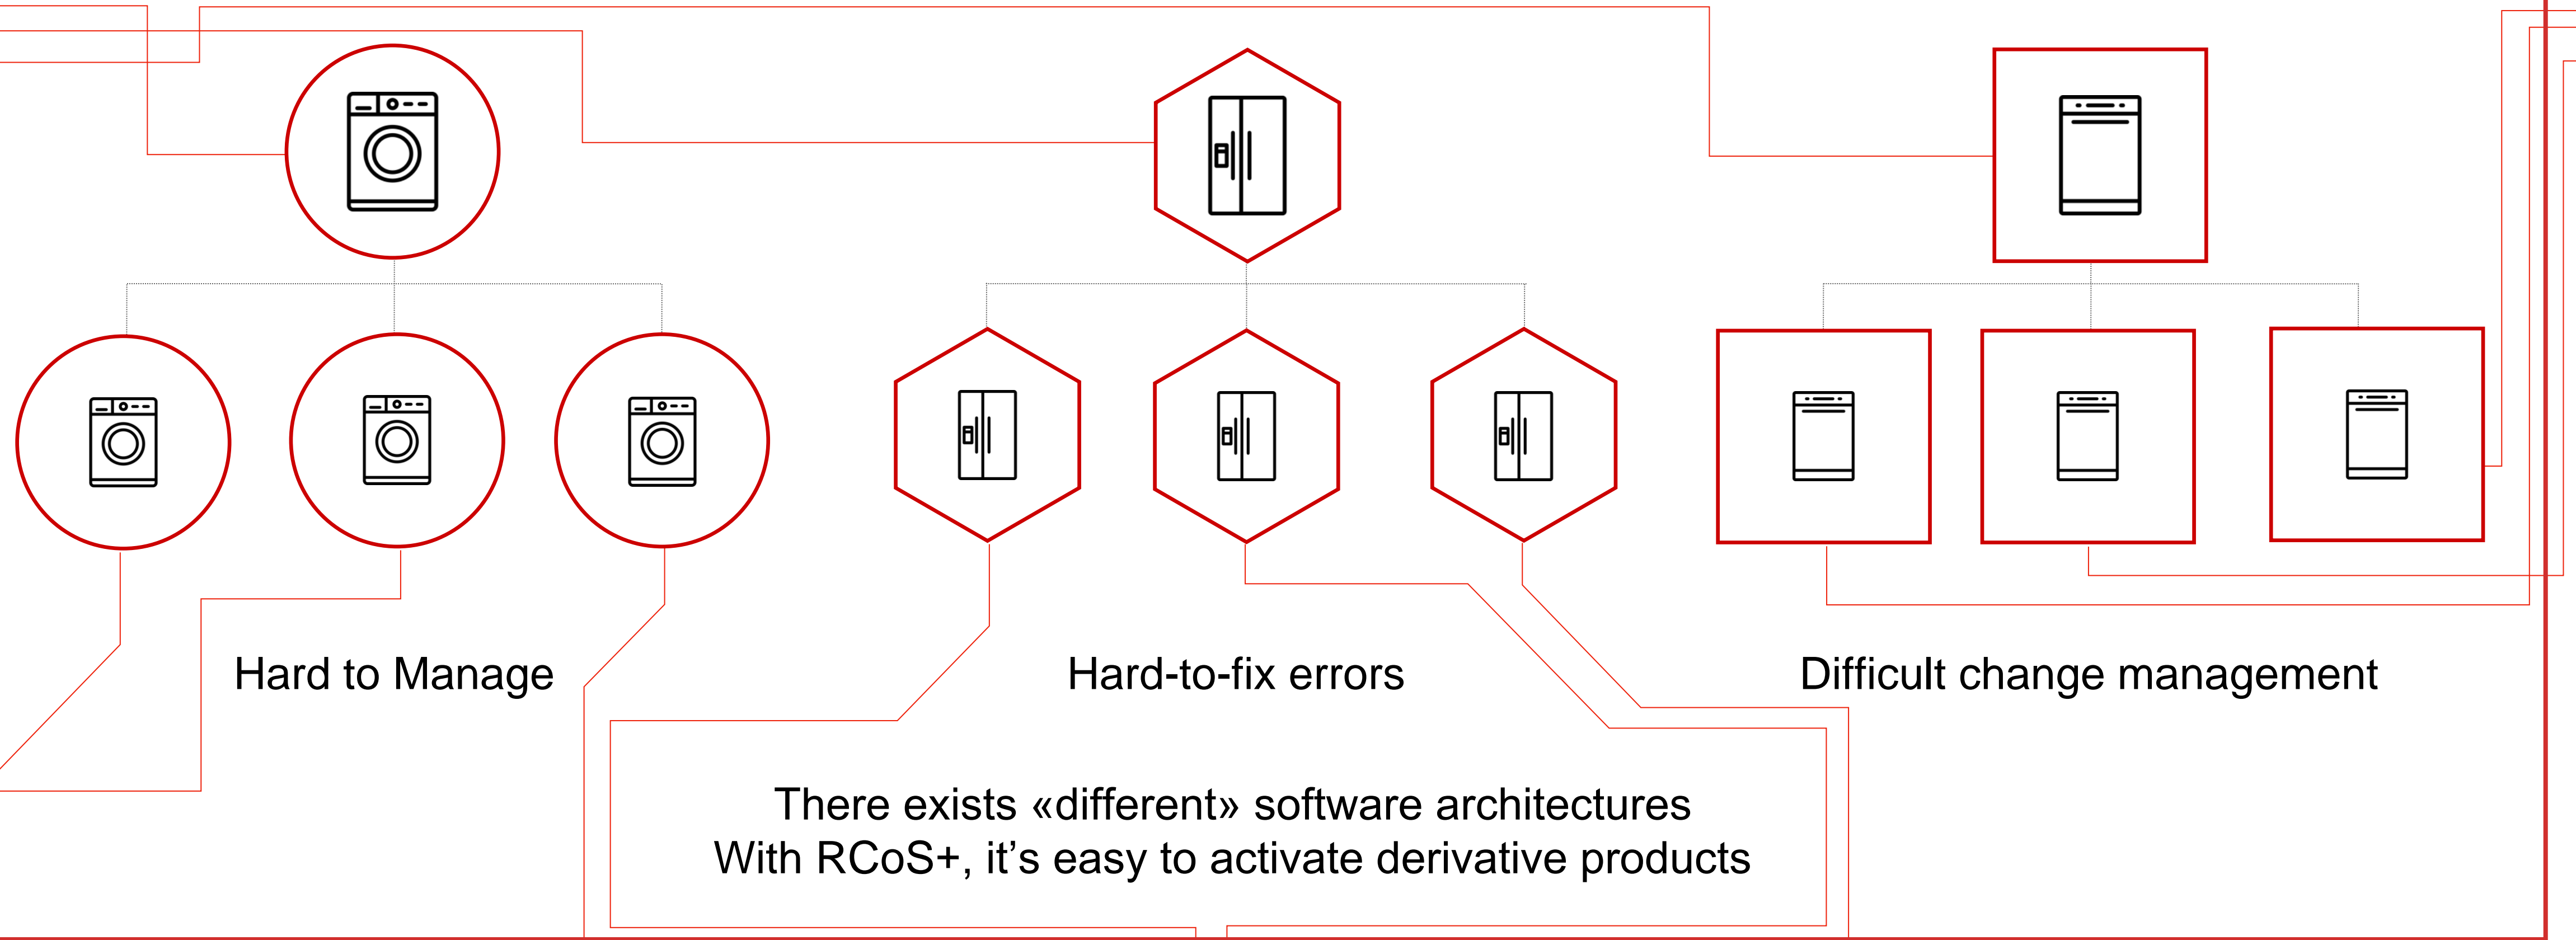 Hard to Manage
Hard-to-fix errors
Difficult change management
There exists «different» software architectures
With RCoS+, it’s easy to activate derivative products